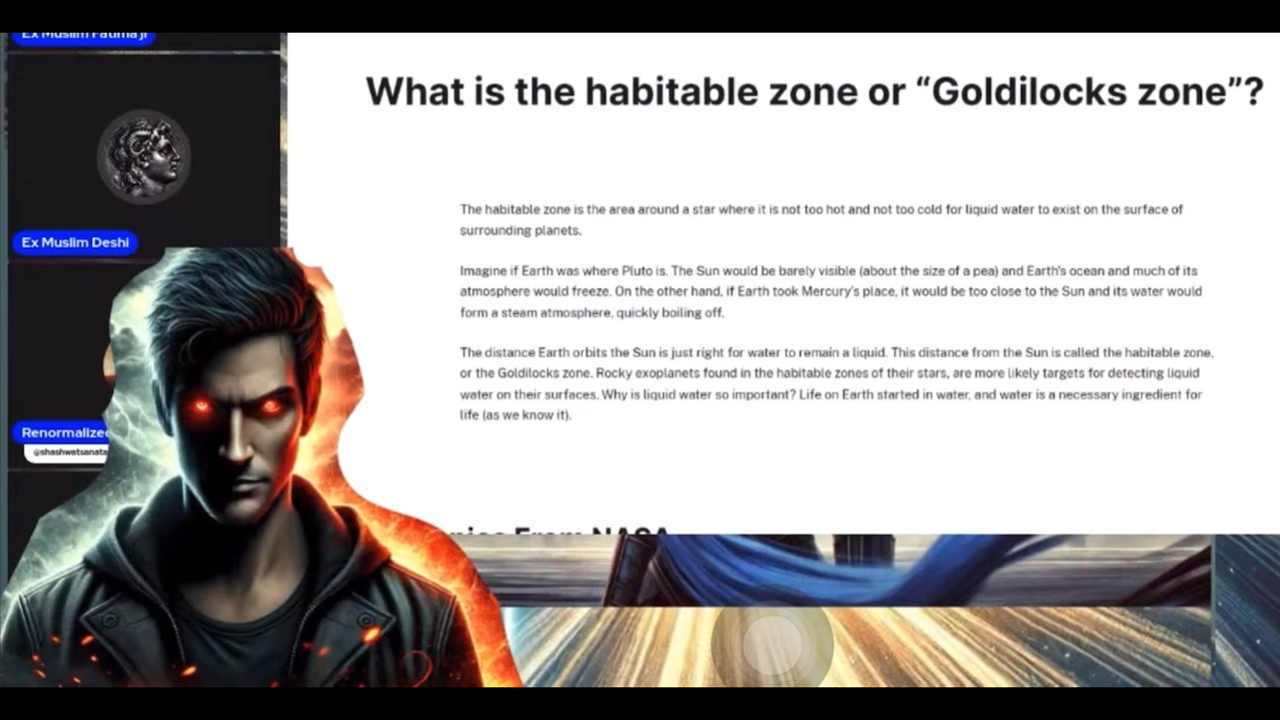 Ex Muslim Fatima ji
What is the habitable zone or “Goldilocks zone”?
The habitable zone is the area around a star where it is not too hot and not too cold for liquid water to exist on the surface of
surrounding planets.
Ex Muslim Deshi
Imagine if Earth was where Pluto is. The Sun would be barely visible (about the size of a pea) and Earth's ocean and much of its
atmosphere would freeze. On the other hand, if Earth took Mercury's place, it would be too close to the Sun and its water would
form a steam atmosphere, quickly boiling off.
The distance Earth orbits the Sun is just right for water to remain a liquid. This distance from the Sun is called the habitable zone,
or the Goldilocks zone. Rocky exoplanets found in the habitable zones of their stars, are more likely targets for detecting liquid
water on their surfaces. Why is liquid water so important? Life on Earth started in water, and water is a necessary ingredient for
life (as we know it).
Renormalized
@shashwatsanata
From NASA